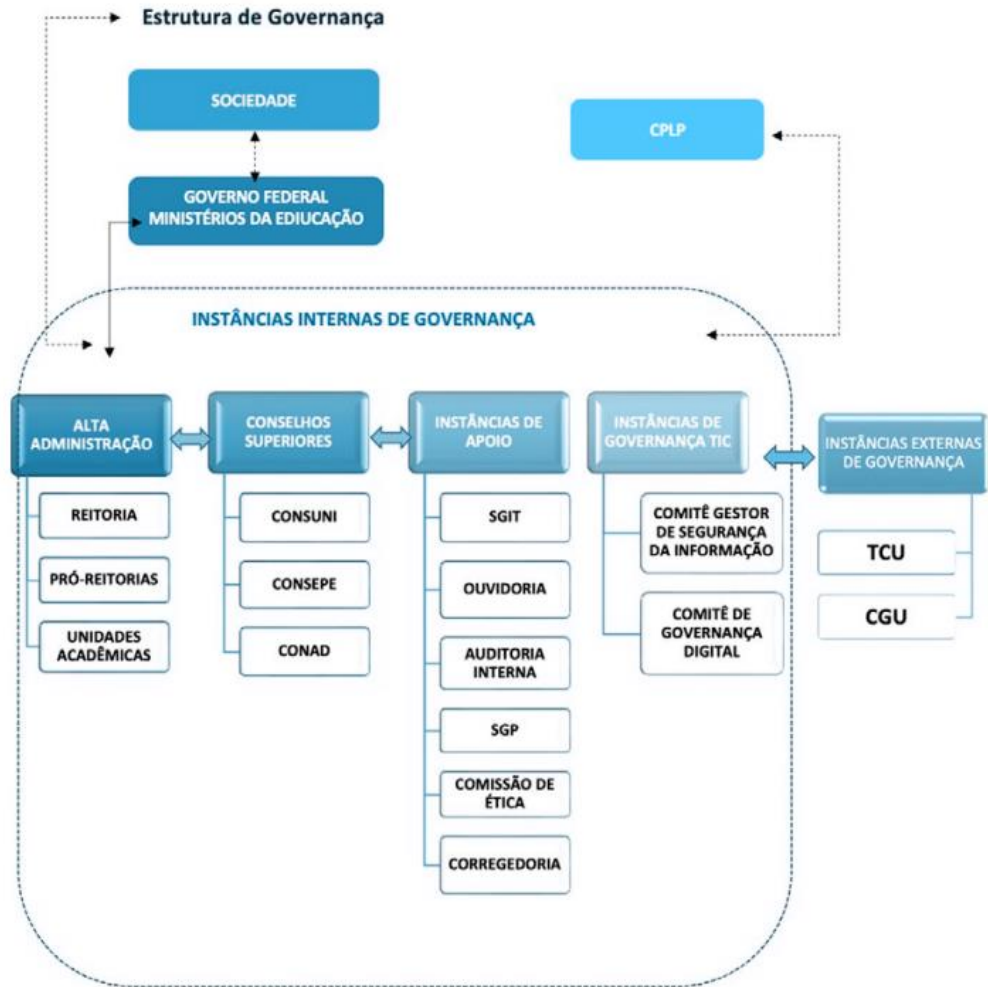 Estrutura de Governança
SOCIEDADE
CPLP
GOVERNO FEDERAL
MINISTÉRIOS DA EDIUCAÇÃO
INSTÂNCIAS INTERNAS DE GOVERNANÇA
ALTA
ADMINISTRAÇÃO
REITORIA
PRÓ-REITORIAS
UNIDADES
ACADÊMICAS
CONSELHOS
SUPERIORES
CONSUNI
CONSEPE
CONAD
INSTÂNCIAS DE
APOIO
SGIT
OUVIDORIA
AUDITORIA
INTERNA
SGP
COMISSÃO DE
ÉTICA
CORREGEDORIA
INSTÂNCIAS DE
GOVERNANÇA TIC
COMITÊ GESTOR
DE SEGURANÇA
DA INFORMAÇÃO
COMITÊ DE
GOVERNANÇA
DIGITAL
INSTÂNCIAS EXTERNAS
DE GOVERNANÇA
TCU
CGU